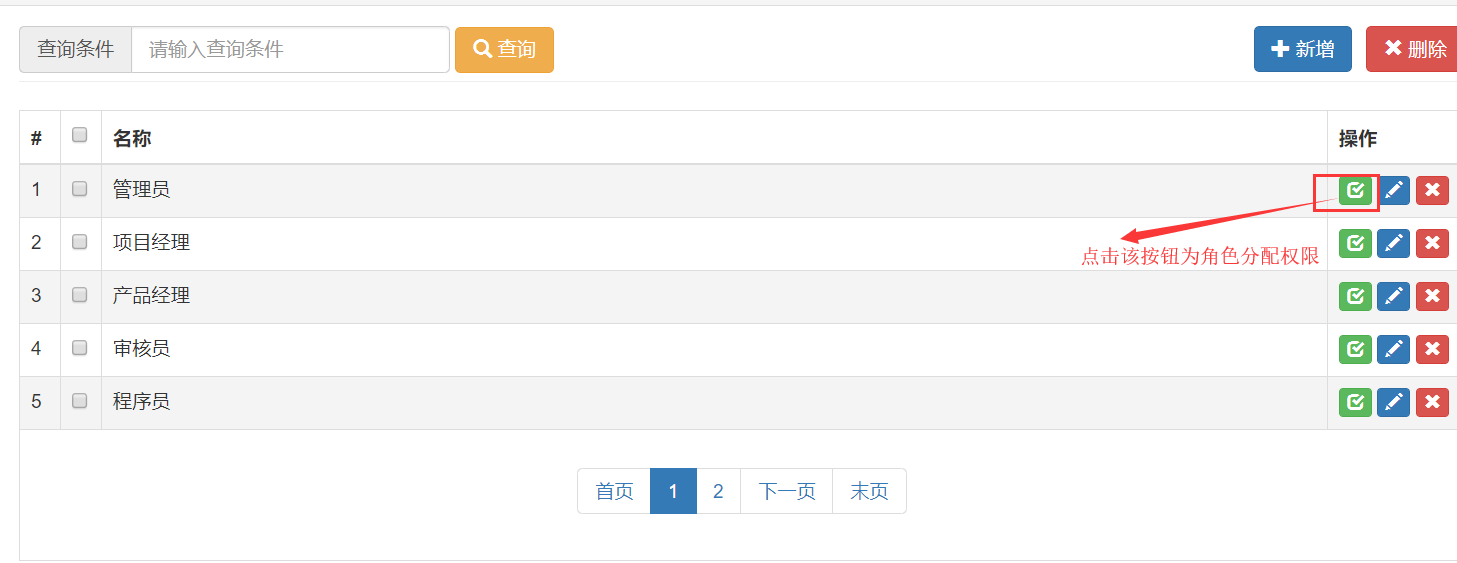 查询条件 请输入查询条件 查询 新增 删除
# 名称 操作
1 管理员
2 项目经理
点击该按钮为角色分配权限
3 产品经理
4 审核员
5 程序员
首页 1 2 下一页 末页